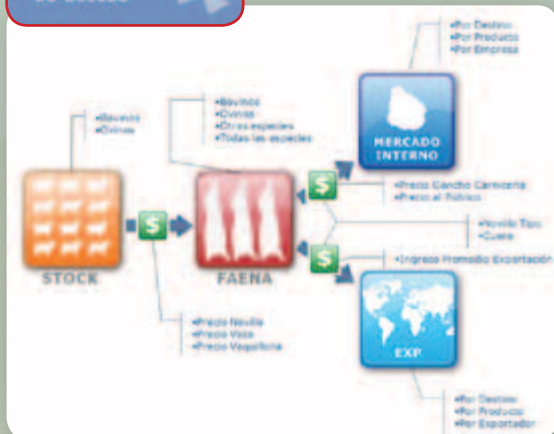 •Por Destino
•Por Producto
•Por Empresa
•Bovinos
•Ovinos
•Bovinos
•Ovinos
•Otras especies
•Todas las especies
MERCADO
INTERNO
$
$
•Precio Gancho Carnicería
•Precio al Público
•Novillo Tipo
•Cuero
STOCK
FAENA
$
•Ingreso Promedio Exportación
•Precio Novillo
•Precio Vaca
•Precio Vaquillona
EXP
•Por Destino
•Por Producto
•Por Exportador